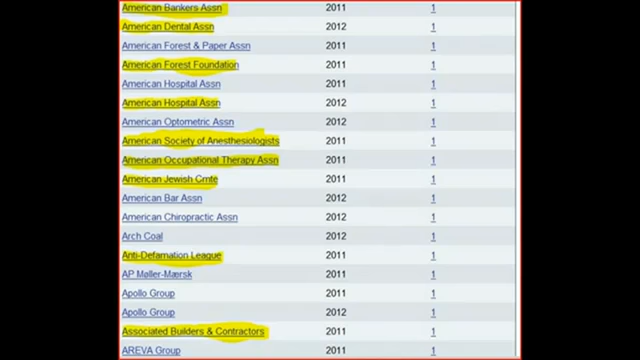 American Bankers Assn 2011 1
American Dental Assn 2012 1
American Forest & Paper Assn 2011 1
American Forest Foundation 2011 1
American Hospital Assn 2011 1
American Hospital Assn 2012 1
American Optometric Assn 2012 1
American Society of Anesthesiologists 2011 1
American Occupational Therapy Assn 2011 1
American Jewish Cmte 2011 1
American Bar Assn 2012 1
American Chiropractic Assn 2012 1
Arch Coal 2012 1
Anti-Defamation League 2011 1
AP Møller-Mærsk 2011 1
Apollo Group 2011 1
Apollo Group 2012 1
Associated Builders & Contractors 2011 1
AREVA Group 2011 1